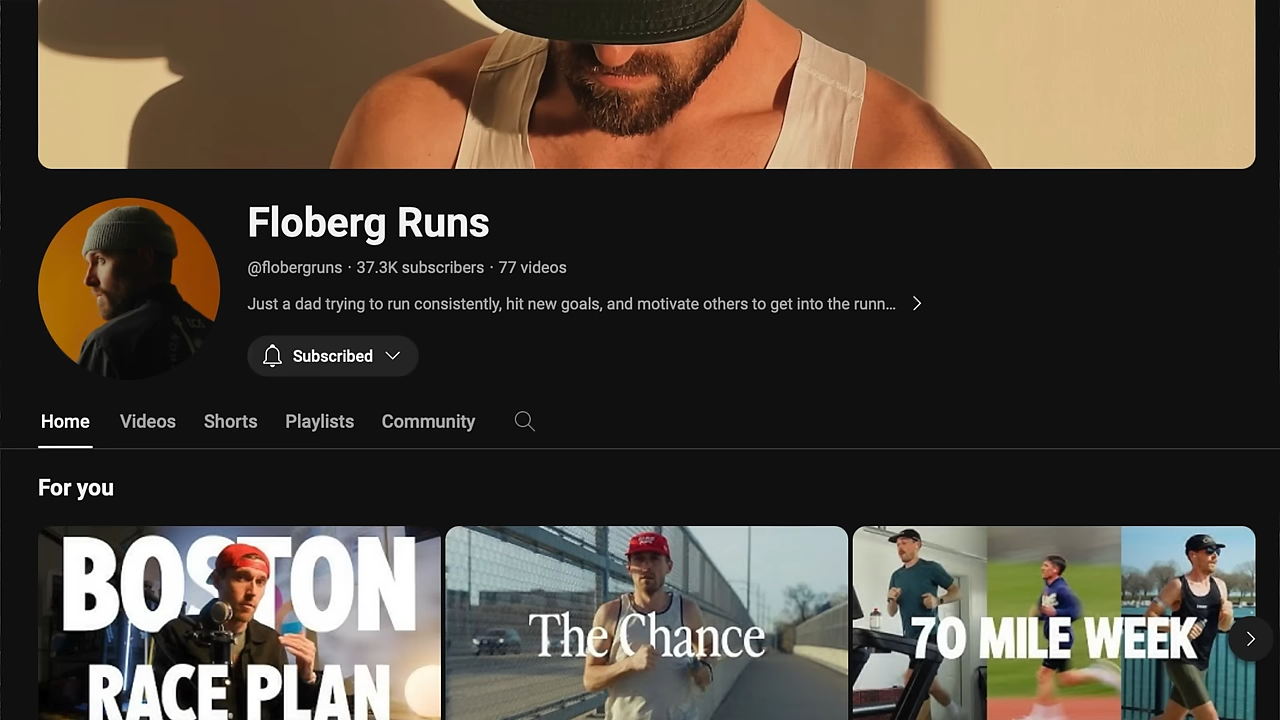 Floberg Runs
@flobergruns · 37.3K subscribers · 77 videos
Just a dad trying to run consistently, hit new goals, and motivate others to get into the runn...
Subscribed
Home Videos Shorts Playlists Community
For you
BOSTON
RACE PLAN
The Chance
70 MILE WEEK